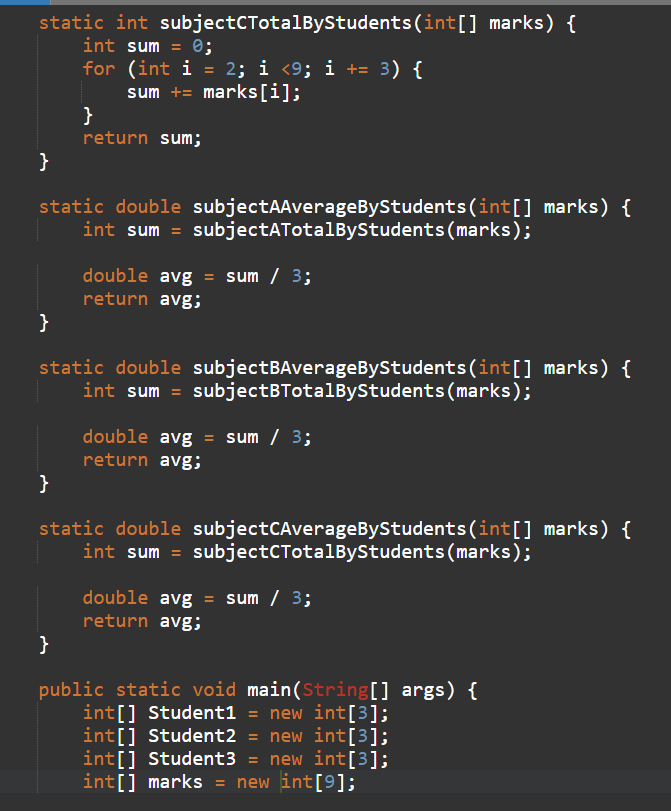 static int subjectCTotalByStudents(int[] marks) {
int sum = 0;
for (int i = 2; i <9; i += 3) {
sum += marks[i];
}
return sum;
}
static double subjectAAverageByStudents(int[] marks) {
int sum = subjectATotalByStudents(marks);
double avg = sum / 3;
return avg;
}
static double subjectBAverageByStudents(int[] marks) {
int sum = subjectBTotalByStudents(marks);
double avg = sum / 3;
return avg;
}
static double subjectCAverageByStudents(int[] marks) {
int sum = subjectCTotalByStudents(marks);
double avg = sum / 3;
return avg;
}
public static void main(String[] args) {
int[] Student1 = new int[3];
int[] Student2 = new int[3];
int[] Student3 = new int[3];
int[] marks = new int[9];